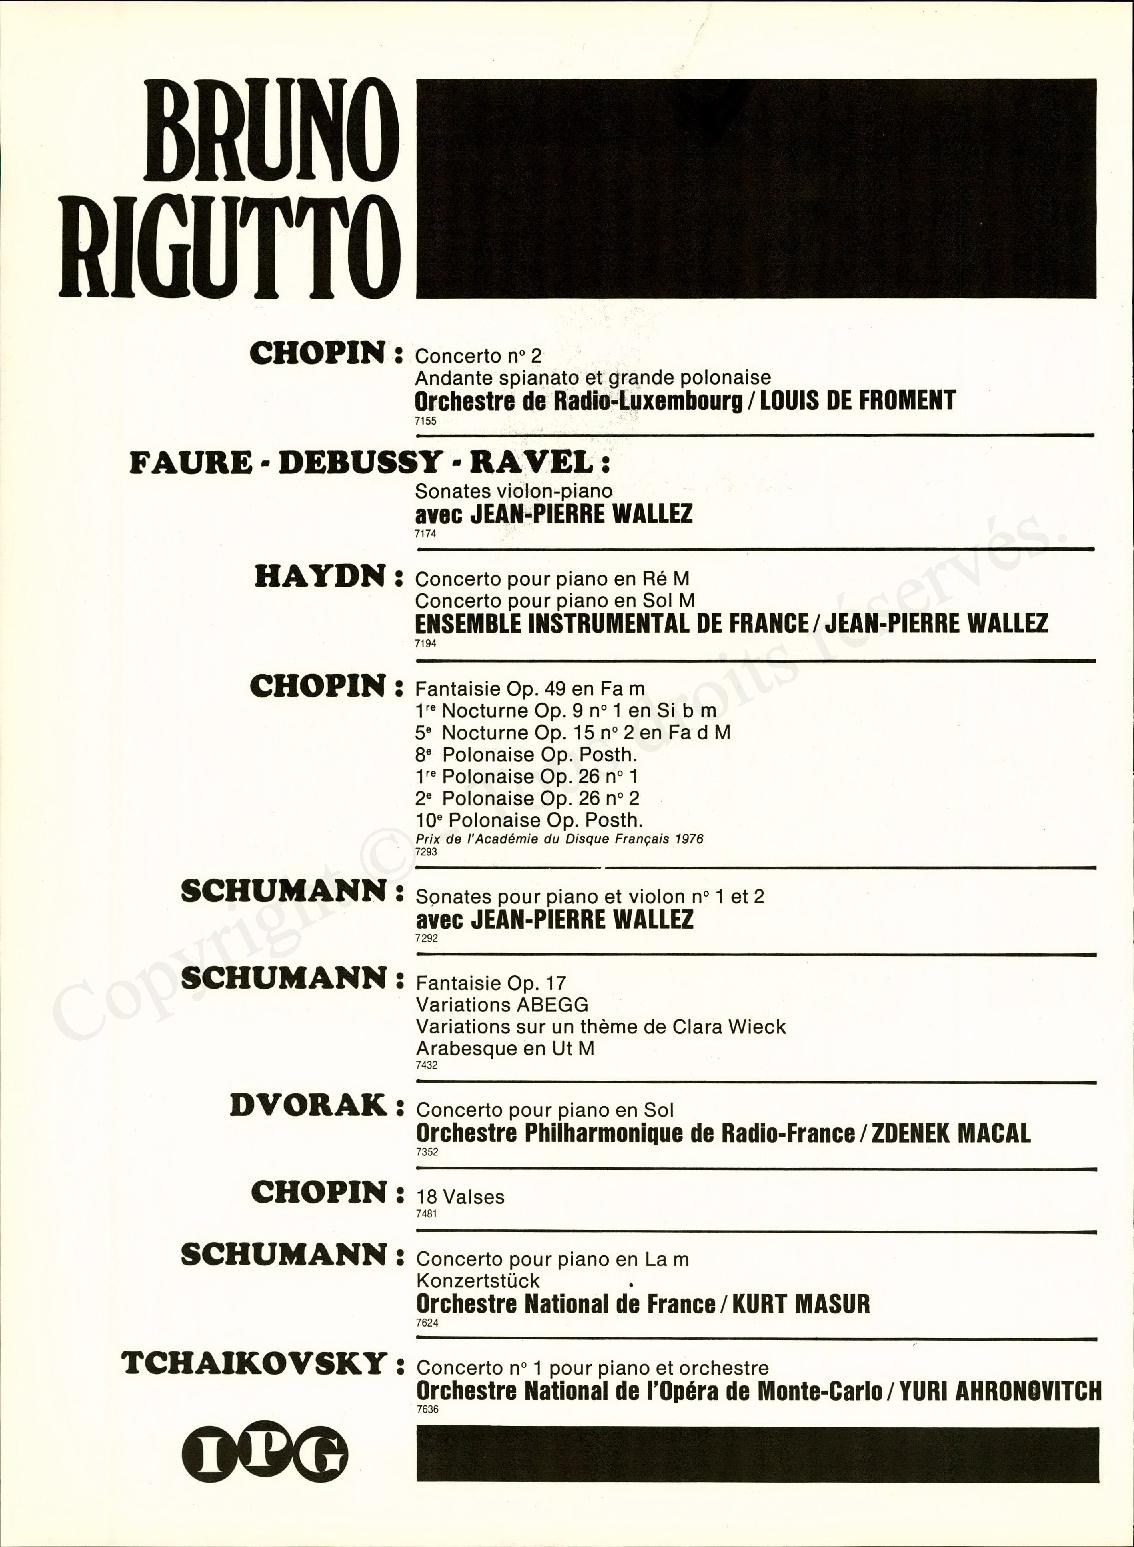 BRUNO
RIGUTTO
CHOPIN : Concerto nº 2
Andante spianato et grande polonaise
Orchestre de Radio-Luxembourg / LOUIS DE FROMENT
7155
FAURE - DEBUSSY - RAVEL :
Sonates violon-piano
avec JEAN-PIERRE WALLEZ
7174
HAYDN : Concerto pour piano en Ré M
Concerto pour piano en Sol M
ENSEMBLE INSTRUMENTAL DE FRANCE / JEAN-PIERRE WALLEZ
7194
CHOPIN : Fantaisie Op. 49 en Fa m
1re Nocturne Op. 9 nº 1 en Si b m
5e Nocturne Op. 15 nº 2 en Fa d M
8e Polonaise Op. Posth.
1re Polonaise Op. 26 nº 1
2e Polonaise Op. 26 nº 2
10e Polonaise Op. Posth.
Prix de l'Académie du Disque Français 1976
7293
SCHUMANN : Sonates pour piano et violon nº 1 et 2
avec JEAN-PIERRE WALLEZ
7292
SCHUMANN : Fantaisie Op. 17
Variations ABEGG
Variations sur un thème de Clara Wieck
Arabesque en Ut M
7432
DVORAK : Concerto pour piano en Sol
Orchestre Philharmonique de Radio-France / ZDENEK MACAL
7352
CHOPIN : 18 Valses
7481
SCHUMANN : Concerto pour piano en La m
Konzertstück
Orchestre National de France / KURT MASUR
7624
TCHAIKOVSKY : Concerto nº 1 pour piano et orchestre
Orchestre National de l'Opéra de Monte-Carlo / YURI AHRONOVITCH
7636
IPG
Copyright © - Tous droits réservés.